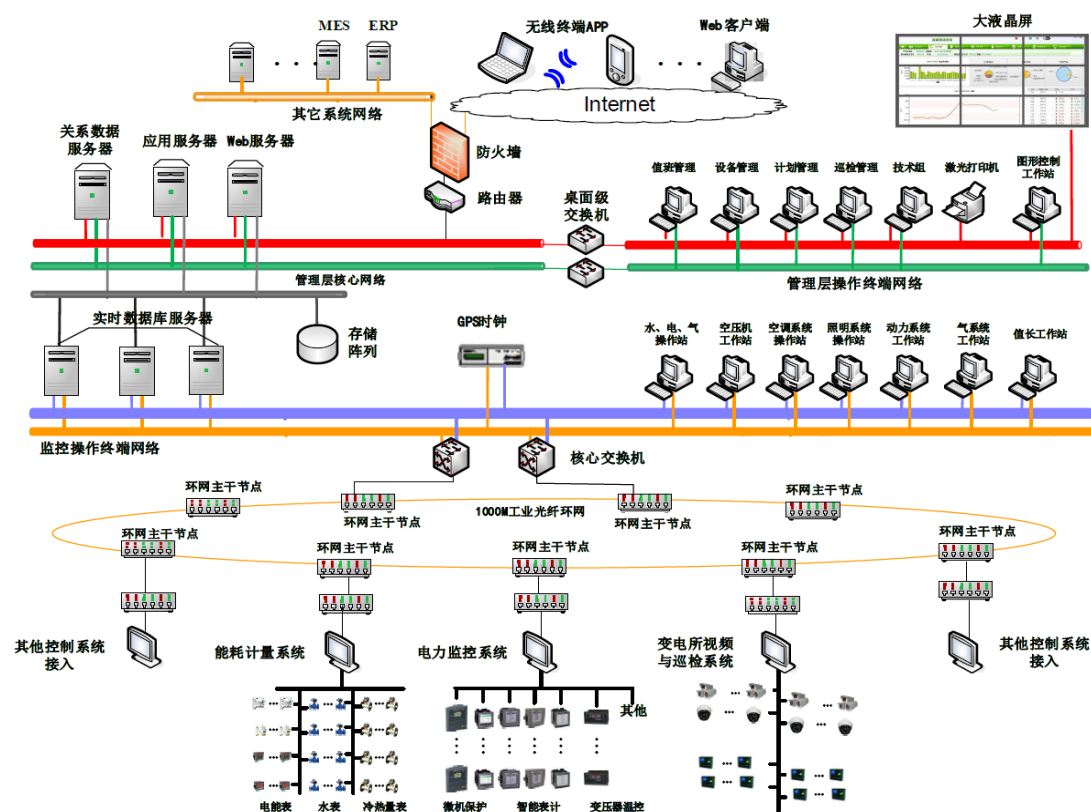 MES ERP
其它系统网络
无线终端APP
Web客户端
Internet
大液晶屏
关系数据
服务器
应用服务器
Web服务器
防火墙
路由器
桌面级
交换机
值班管理
设备管理
计划管理
巡检管理
技术组
激光打印机
图形控制
工作站
管理层核心网络
管理层操作终端网络
实时数据库服务器
存储
阵列
GPS时钟
水、电、气
操作站
空压机
工作站
空调系统
操作站
照明系统
操作站
动力系统
工作站
气系统
工作站
值长工作站
监控操作终端网络
核心交换机
环网主干节点
环网主干节点
1000M工业光纤环网
环网主干节点
环网主干节点
环网主干节点
环网主干节点
环网主干节点
环网主干节点
环网主干节点
其他控制系统
接入
能耗计量系统
电力监控系统
变电所视频
与巡检系统
其他控制系统
接入
其他
电能表
水表
冷热量表
微机保护
智能表计
变压器温控